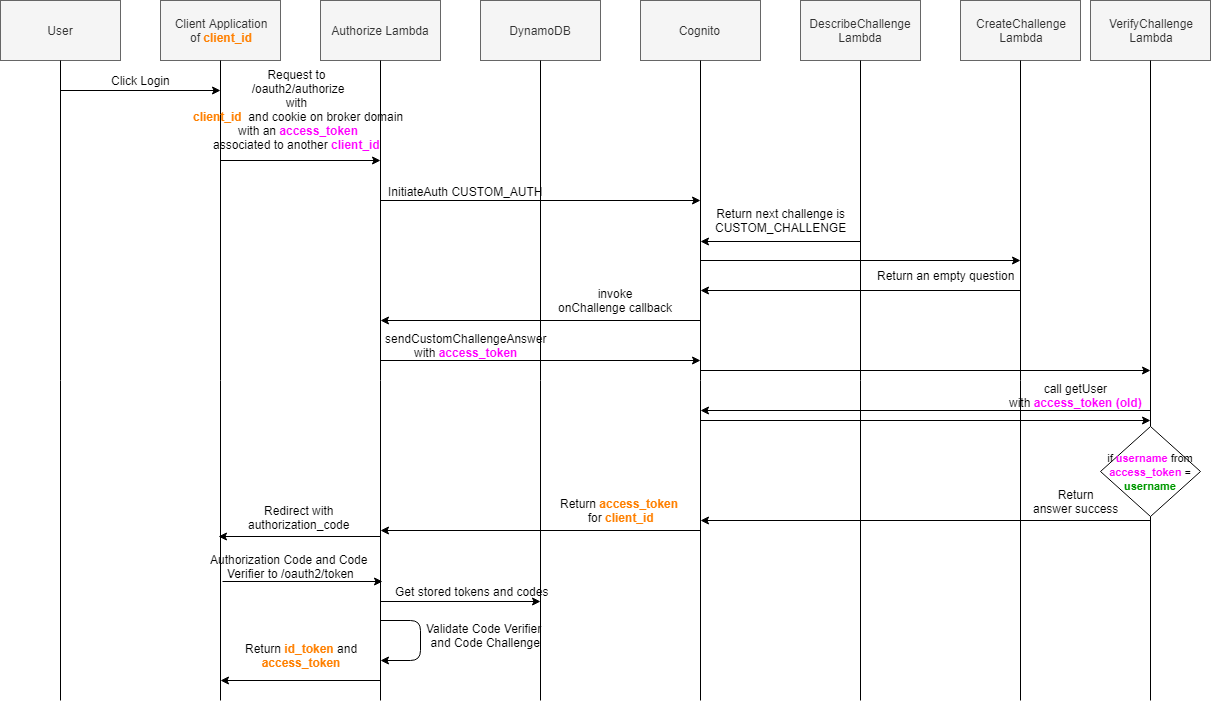 User
Client Application
of client_id
Authorize Lambda
DynamoDB
Cognito
DescribeChallenge
Lambda
CreateChallenge
Lambda
VerifyChallenge
Lambda
Click Login
Request to
/oauth2/authorize
with
client_id and cookie on broker domain
with an access_token
associated to another client_id
InitiateAuth CUSTOM_AUTH
Return next challenge is
CUSTOM_CHALLENGE
Return an empty question
invoke
onChallenge callback
sendCustomChallengeAnswer
with access_token
call getUser
with access_token (old)
if username from
access_token =
username
Return
answer success
Return access_token
for client_id
Redirect with
authorization_code
Authorization Code and Code
Verifier to /oauth2/token
Get stored tokens and codes
Validate Code Verifier
and Code Challenge
Return id_token and
access_token